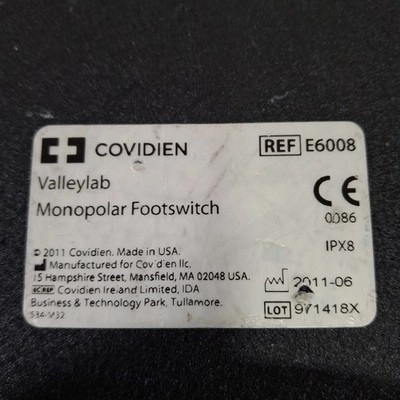 COVIDIEN
REF E6008
Valleylab
Monopolar Footswitch
CE
0086
IPX8
© 2011 Covidien. Made in USA.
Manufactured for Covidien llc,
15 Hampshire Street, Mansfield, MA 02048 USA.
EC REP Covidien Ireland Limited, IDA
Business & Technology Park, Tullamore.
2011-06
LOT 971418X